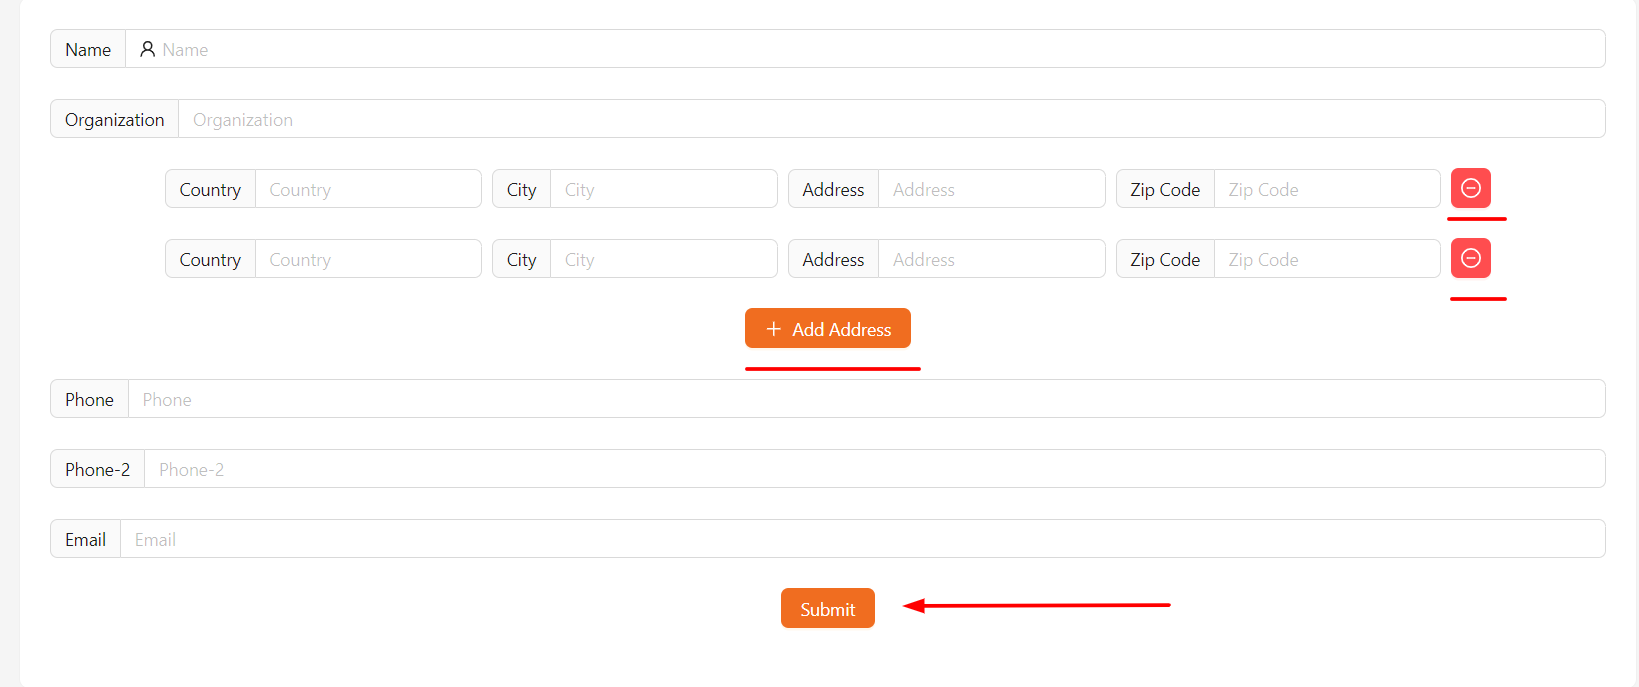 Name Name
Organization Organization
Country Country City City Address Address Zip Code Zip Code
Country Country City City Address Address Zip Code Zip Code
Add Address
Phone Phone
Phone-2 Phone-2
Email Email
Submit